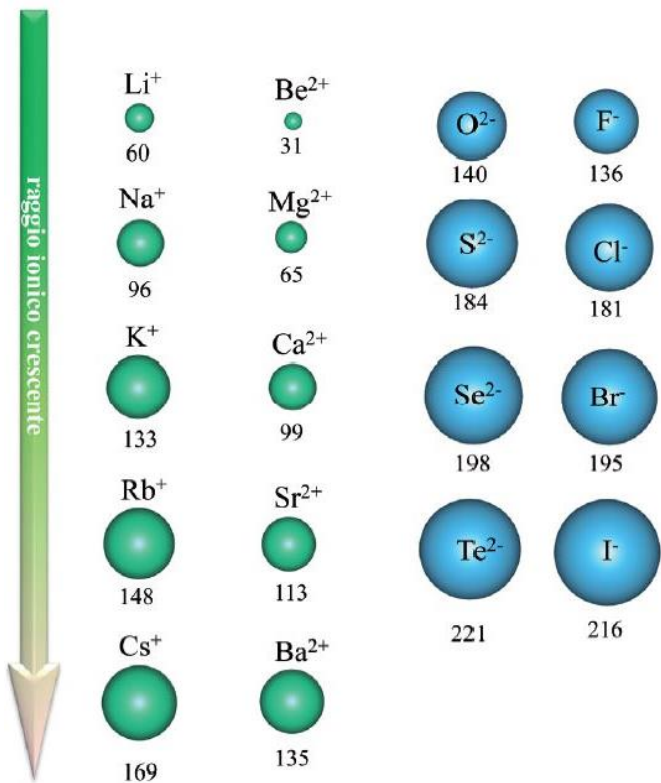 raggio ionico crescente
Li⁺ Be²⁺
O²⁻ F⁻
60 31 140 136
Na⁺ Mg²⁺
S²⁻ Cl⁻
96 65 184 181
K⁺ Ca²⁺
Se²⁻ Br⁻
133 99 198 195
Rb⁺ Sr²⁺
Te²⁻ I⁻
148 113 221 216
Cs⁺ Ba²⁺
169 135